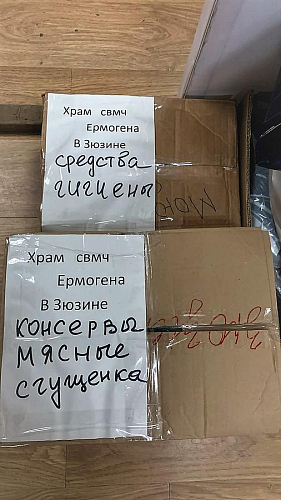 Храм свмч
Ермогена
В Зюзине
средства
гигиены
Храм свмч
Ермогена
В Зюзине
консервы
мясные
сгущенка